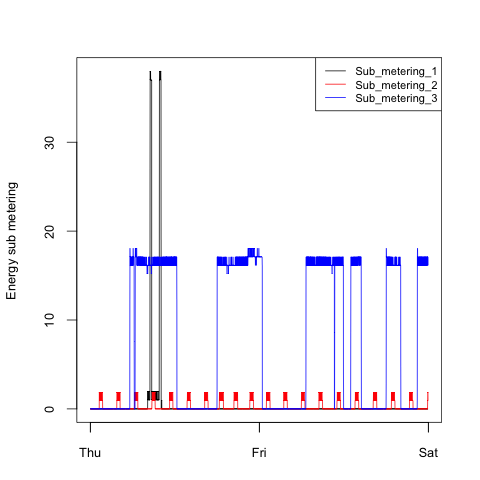 Sub_metering_1
Sub_metering_2
Sub_metering_3
Energy sub metering
30
20
10
0
Thu
Fri
Sat